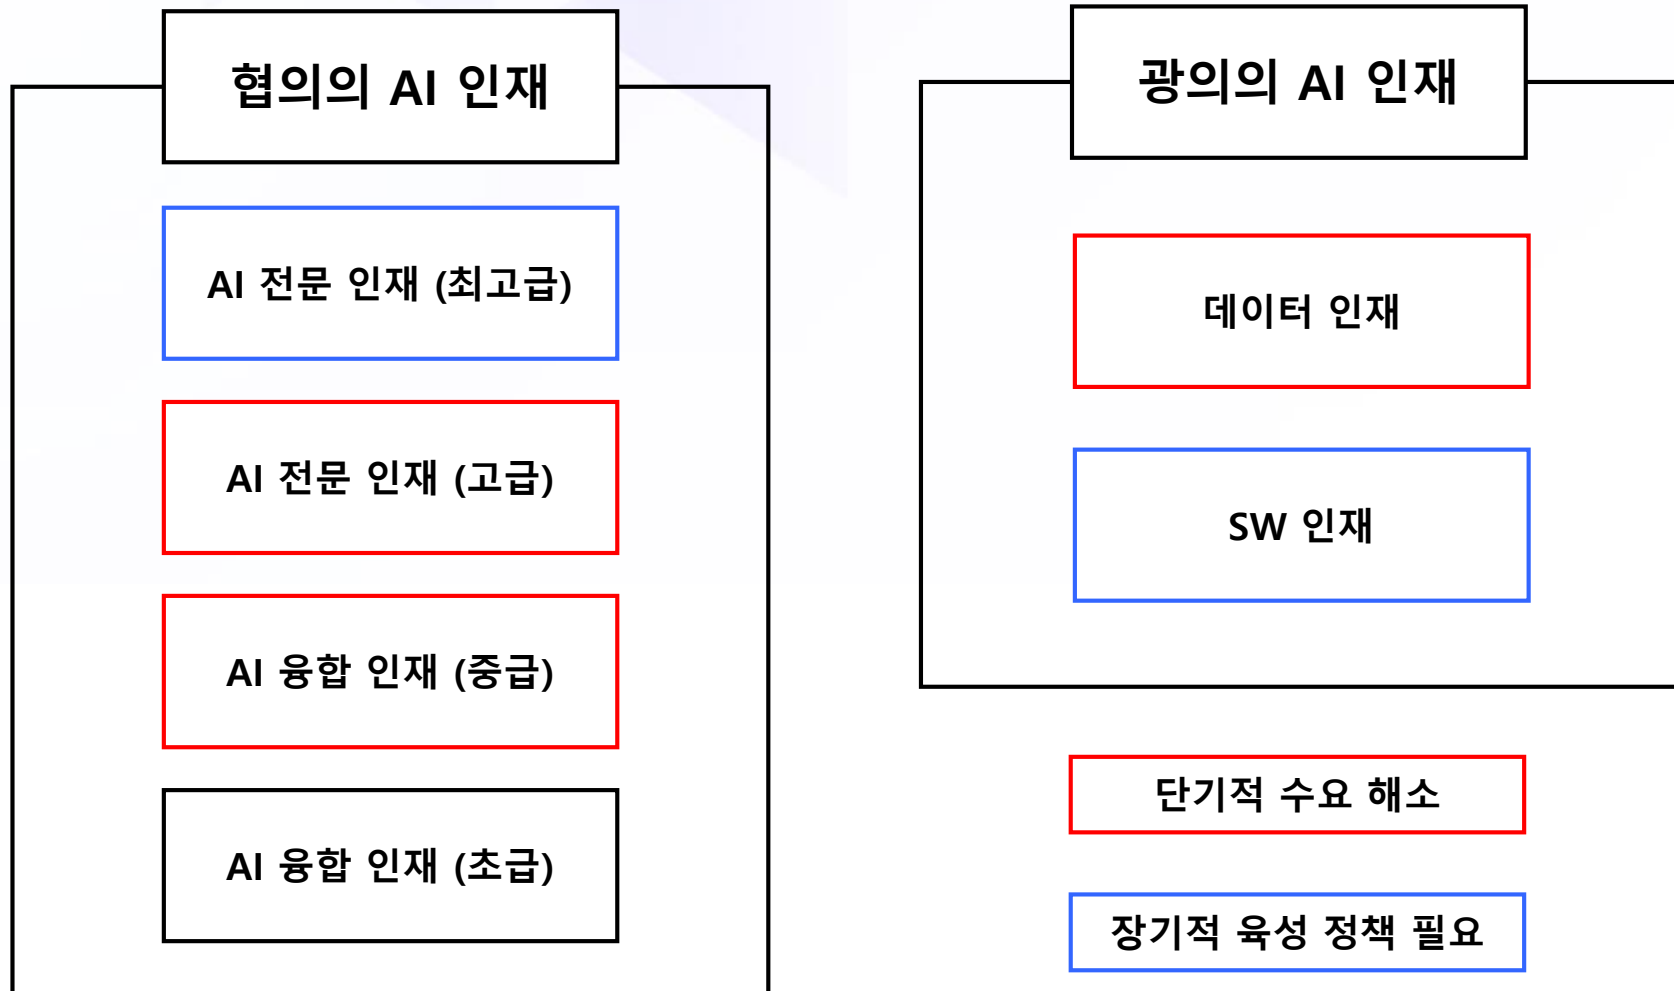 협의의 AI 인재
AI 전문 인재 (최고급)
AI 전문 인재 (고급)
AI 융합 인재 (중급)
AI 융합 인재 (초급)
광의의 AI 인재
데이터 인재
SW 인재
단기적 수요 해소
장기적 육성 정책 필요